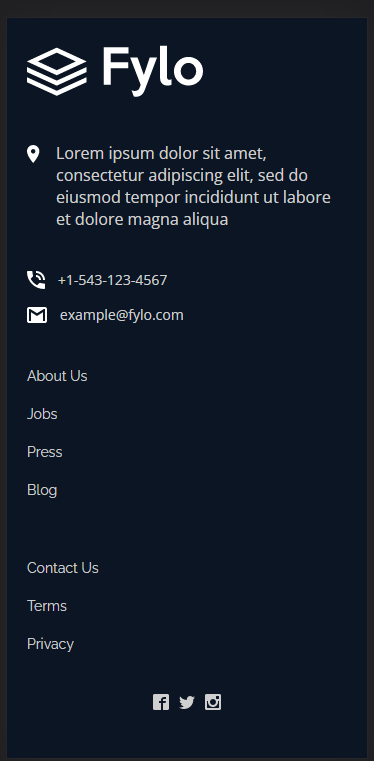 Fylo
Lorem ipsum dolor sit amet,
consectetur adipiscing elit, sed do
eiusmod tempor incididunt ut labore
et dolore magna aliqua
+1-543-123-4567
example@fylo.com
About Us
Jobs
Press
Blog
Contact Us
Terms
Privacy